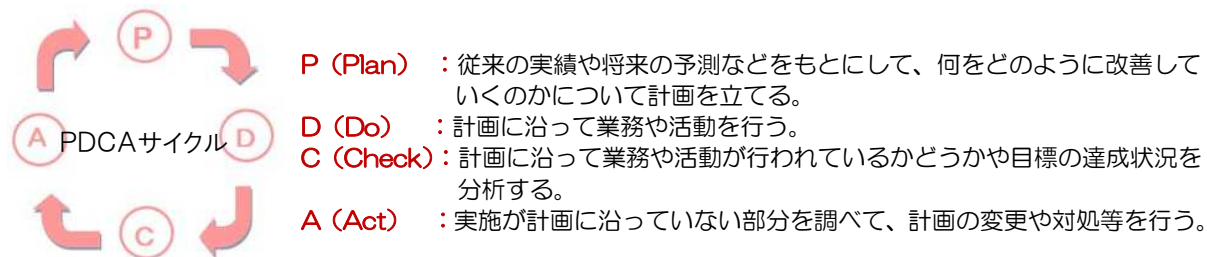 P
A PDCAサイクル D
C
P（Plan）：従来の実績や将来の予測などをもとにして、何をどのように改善して
いくのかについて計画を立てる。
D（Do）：計画に沿って業務や活動を行う。
C（Check）：計画に沿って業務や活動が行われているかどうかや目標の達成状況を
分析する。
A（Act）：実施が計画に沿っていない部分を調べて、計画の変更や対処等を行う。